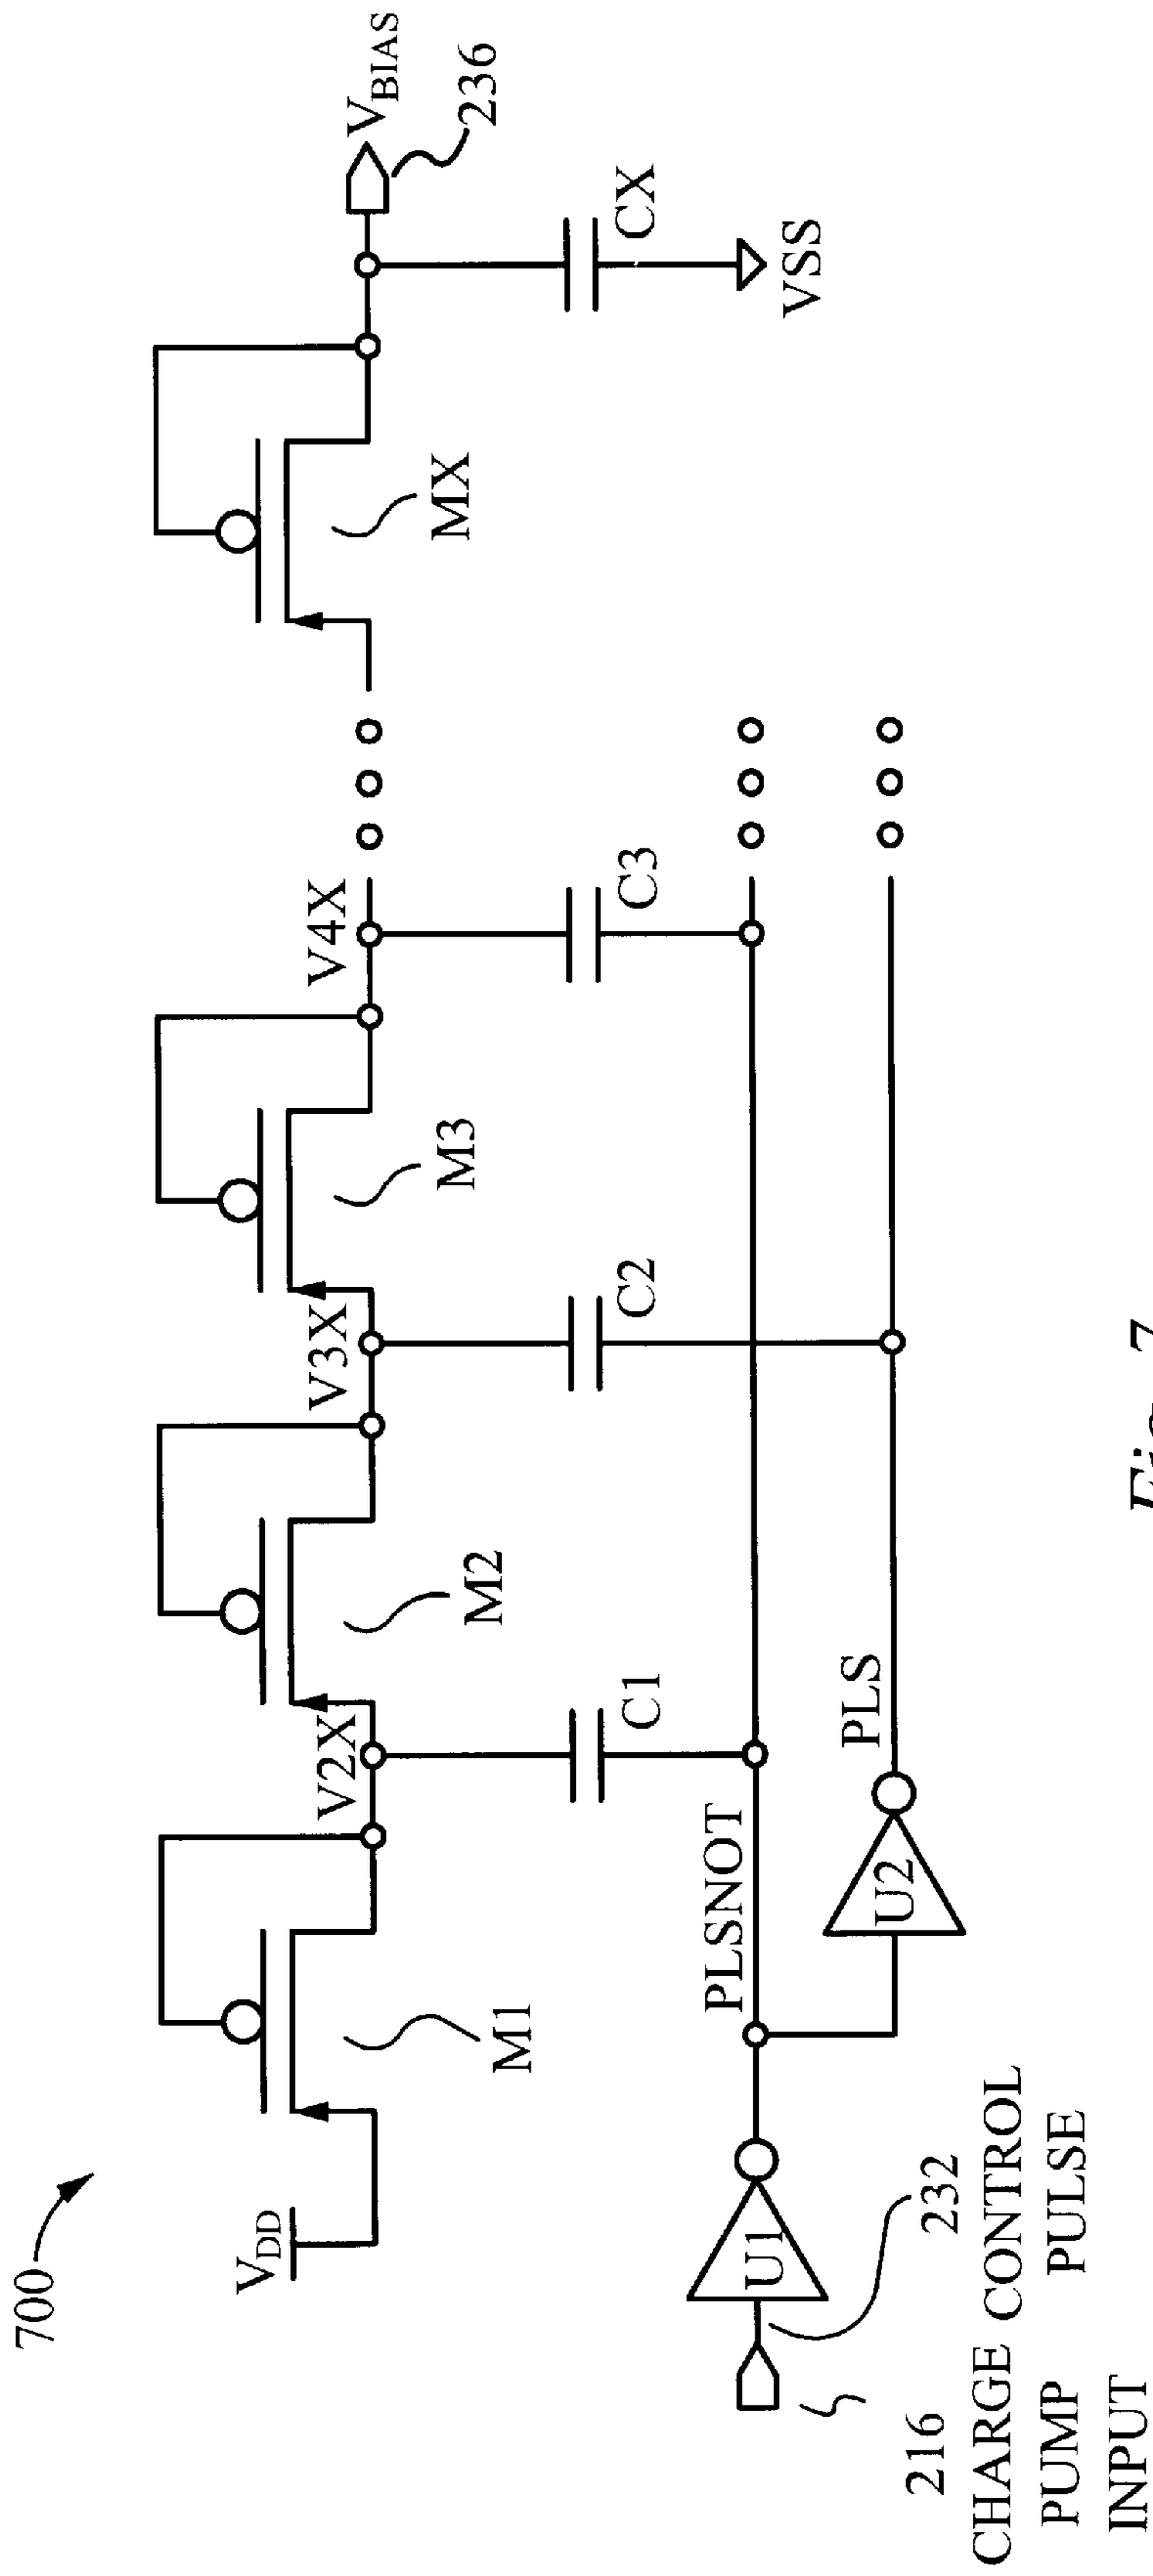 700
VDD
M1
V2X
M2
V3X
M3
V4X
MX
VBIAS
236
C1
C2
C3
CX
VSS
PLSNOT
U1
U2
PLS
232
CONTROL
PULSE
216
CHARGE
PUMP
INPUT